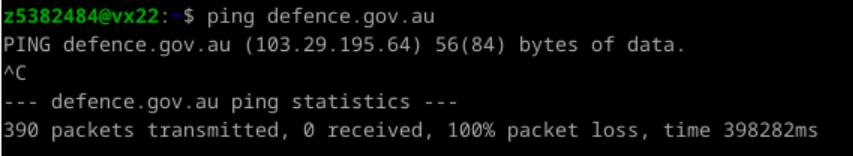 z5382484@vx22:~$ ping defence.gov.au
PING defence.gov.au (103.29.195.64) 56(84) bytes of data.
^C
--- defence.gov.au ping statistics ---
390 packets transmitted, 0 received, 100% packet loss, time 398282ms